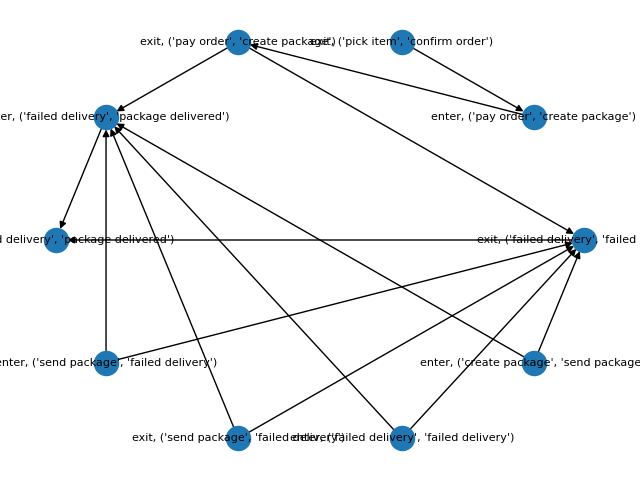 exit, ('pay order', 'create package')
exit, ('pick item', 'confirm order')
er, ('failed delivery', 'package delivered')
enter, ('pay order', 'create package')
d delivery', 'package delivered')
exit, ('failed delivery', 'failed
enter, ('send package', 'failed delivery')
enter, ('create package', 'send package
exit, ('send package', 'failed delivery')
enter, ('failed delivery', 'failed delivery')